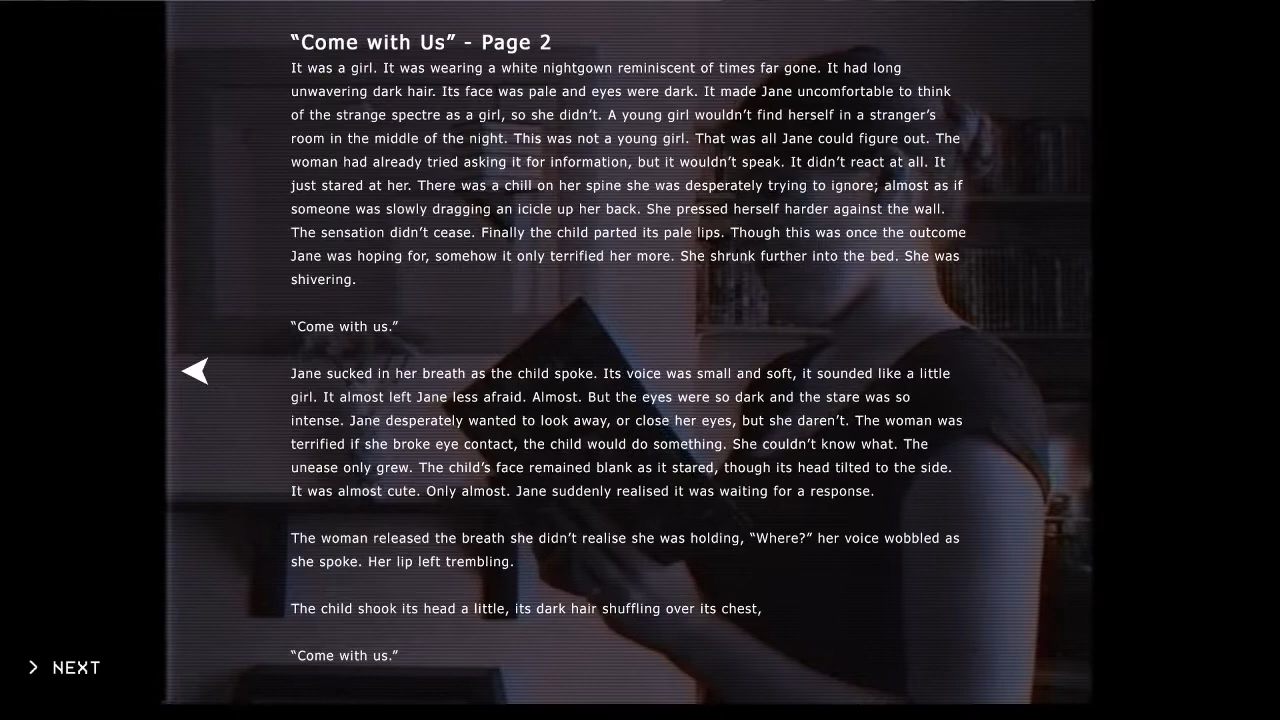 “Come with Us” - Page 2
It was a girl. It was wearing a white nightgown reminiscent of times far gone. It had long
unwavering dark hair. Its face was pale and eyes were dark. It made Jane uncomfortable to think
of the strange spectre as a girl, so she didn’t. A young girl wouldn’t find herself in a stranger’s
room in the middle of the night. This was not a young girl. That was all Jane could figure out. The
woman had already tried asking it for information, but it wouldn’t speak. It didn’t react at all. It
just stared at her. There was a chill on her spine she was desperately trying to ignore; almost as if
someone was slowly dragging an icicle up her back. She pressed herself harder against the wall.
The sensation didn’t cease. Finally the child parted its pale lips. Though this was once the outcome
Jane was hoping for, somehow it only terrified her more. She shrunk further into the bed. She was
shivering.
“Come with us.”
Jane sucked in her breath as the child spoke. Its voice was small and soft, it sounded like a little
girl. It almost left Jane less afraid. Almost. But the eyes were so dark and the stare was so
intense. Jane desperately wanted to look away, or close her eyes, but she daren’t. The woman was
terrified if she broke eye contact, the child would do something. She couldn’t know what. The
unease only grew. The child’s face remained blank as it stared, though its head tilted to the side.
It was almost cute. Only almost. Jane suddenly realised it was waiting for a response.
The woman released the breath she didn’t realise she was holding, “Where?” her voice wobbled as
she spoke. Her lip left trembling.
The child shook its head a little, its dark hair shuffling over its chest,
“Come with us.”
> NEXT